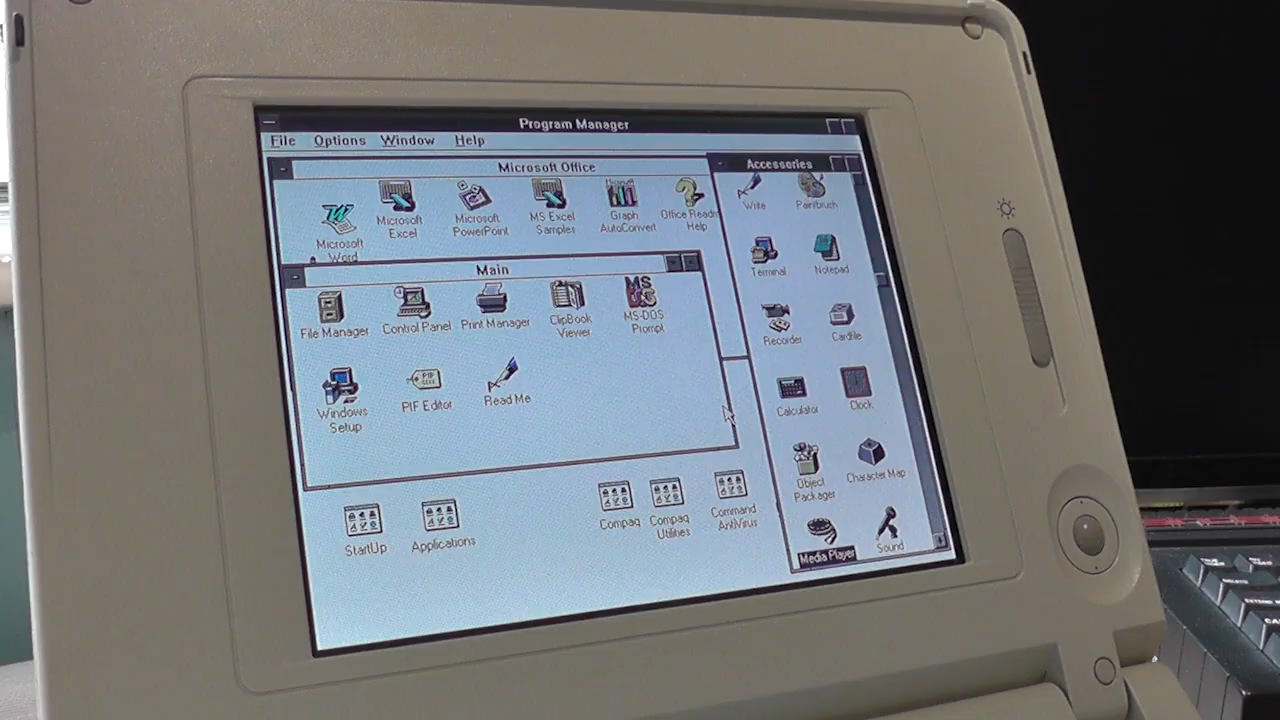 Program Manager
File Options Window Help
Microsoft Office
Microsoft
Word
Microsoft
Excel
Microsoft
PowerPoint
MS Excel
Samples
Graph
AutoConvert
Office Readme
Help
Main
File Manager
Control Panel
Print Manager
ClipBook
Viewer
MS-DOS
Prompt
Windows
Setup
PIF Editor
Read Me
StartUp
Applications
Compaq
Compaq
Utilities
Command
AntiVirus
Accessories
Write
Paintbrush
Terminal
Notepad
Recorder
Cardfile
Calculator
Clock
Object
Packager
Character Map
Media Player
Sound